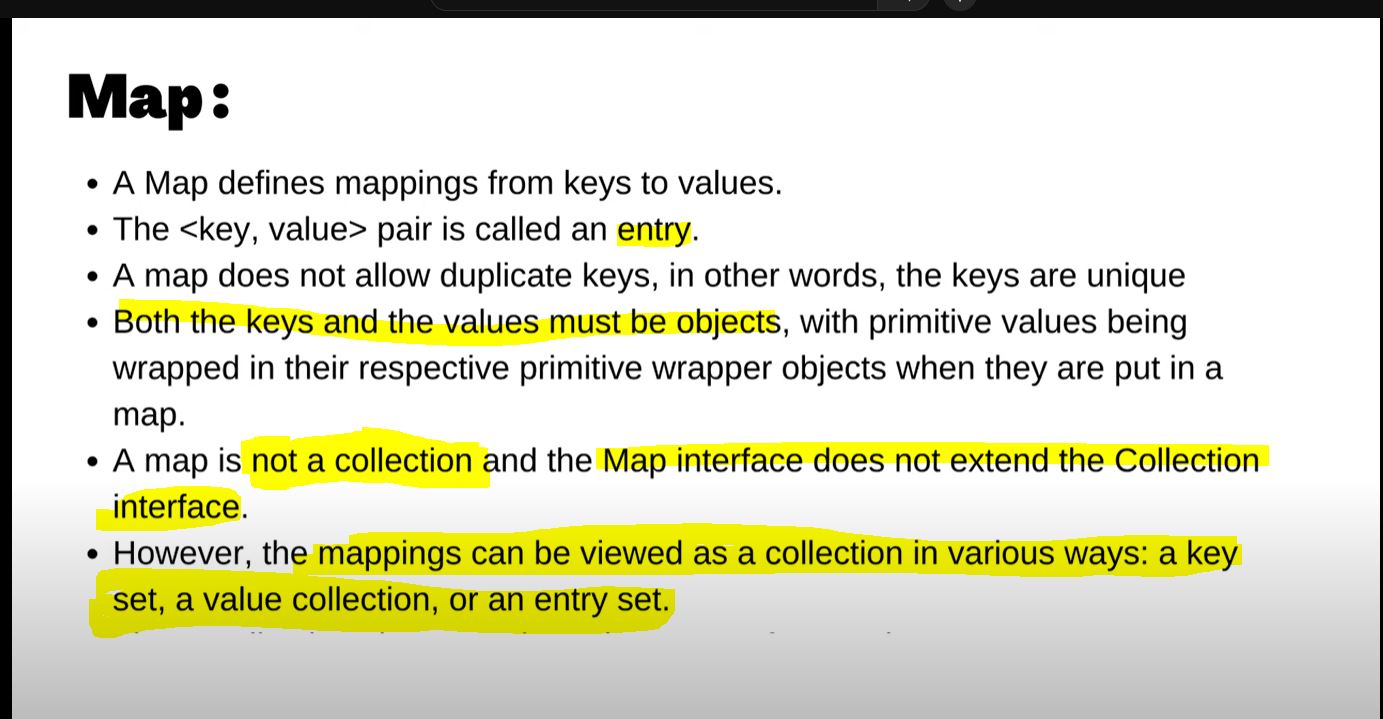 Map:
• A Map defines mappings from keys to values.
• The <key, value> pair is called an entry.
• A map does not allow duplicate keys, in other words, the keys are unique
• Both the keys and the values must be objects, with primitive values being
wrapped in their respective primitive wrapper objects when they are put in a
map.
• A map is not a collection and the Map interface does not extend the Collection
interface.
• However, the mappings can be viewed as a collection in various ways: a key
set, a value collection, or an entry set.